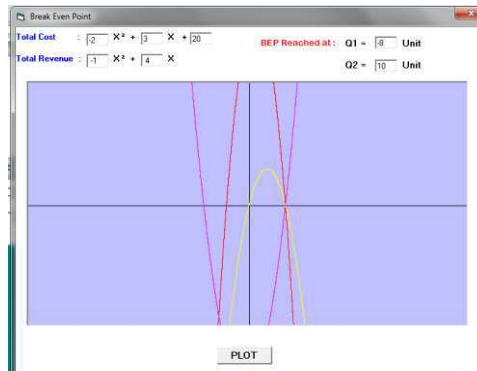 Break Even Point
Total Cost : -2 X² + 3 X + 20
BEP Reached at : Q1 = -8 Unit
Total Revenue : -1 X² + 4 X
Q2 = 10 Unit
PLOT